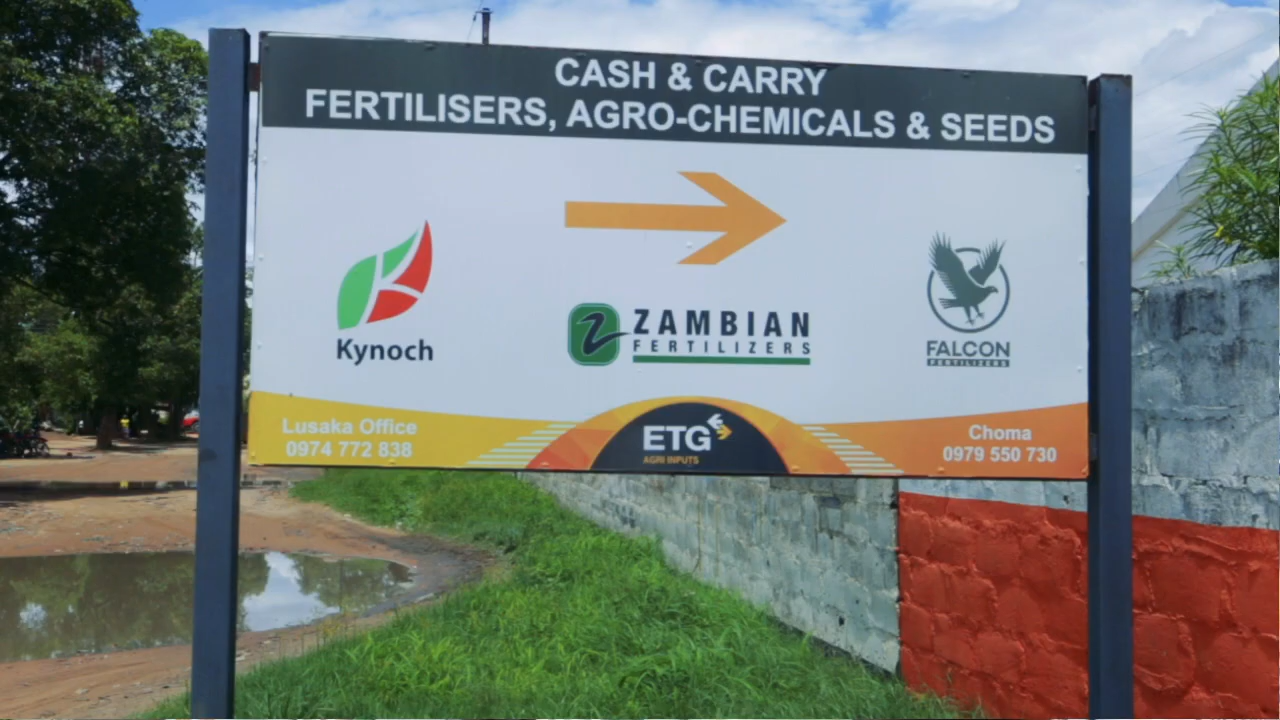 CASH & CARRY
FERTILISERS, AGRO-CHEMICALS & SEEDS
Kynoch
ZAMBIAN
FERTILIZERS
FALCON
FERTILIZERS
Lusaka Office
0974 772 838
ETG
AGRI INPUTS
Choma
0979 550 730